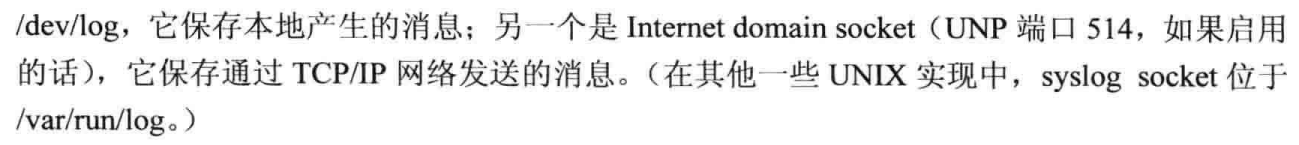 /dev/log，它保存本地产生的消息；另一个是 Internet domain socket（UNP 端口 514，如果启用
的话），它保存通过 TCP/IP 网络发送的消息。（在其他一些 UNIX 实现中，syslog socket 位于
/var/run/log。）